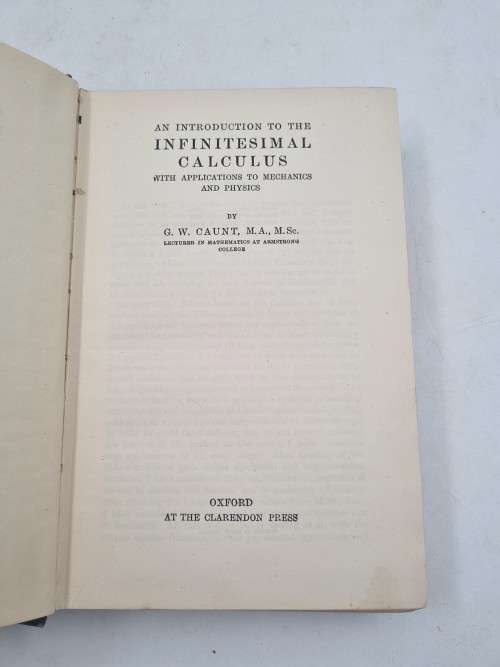 AN INTRODUCTION TO THE
INFINITESIMAL
CALCULUS
WITH APPLICATIONS TO MECHANICS
AND PHYSICS
BY
G. W. CAUNT, M.A., M.Sc.
LECTURER IN MATHEMATICS AT ARMSTRONG
COLLEGE
OXFORD
AT THE CLARENDON PRESS